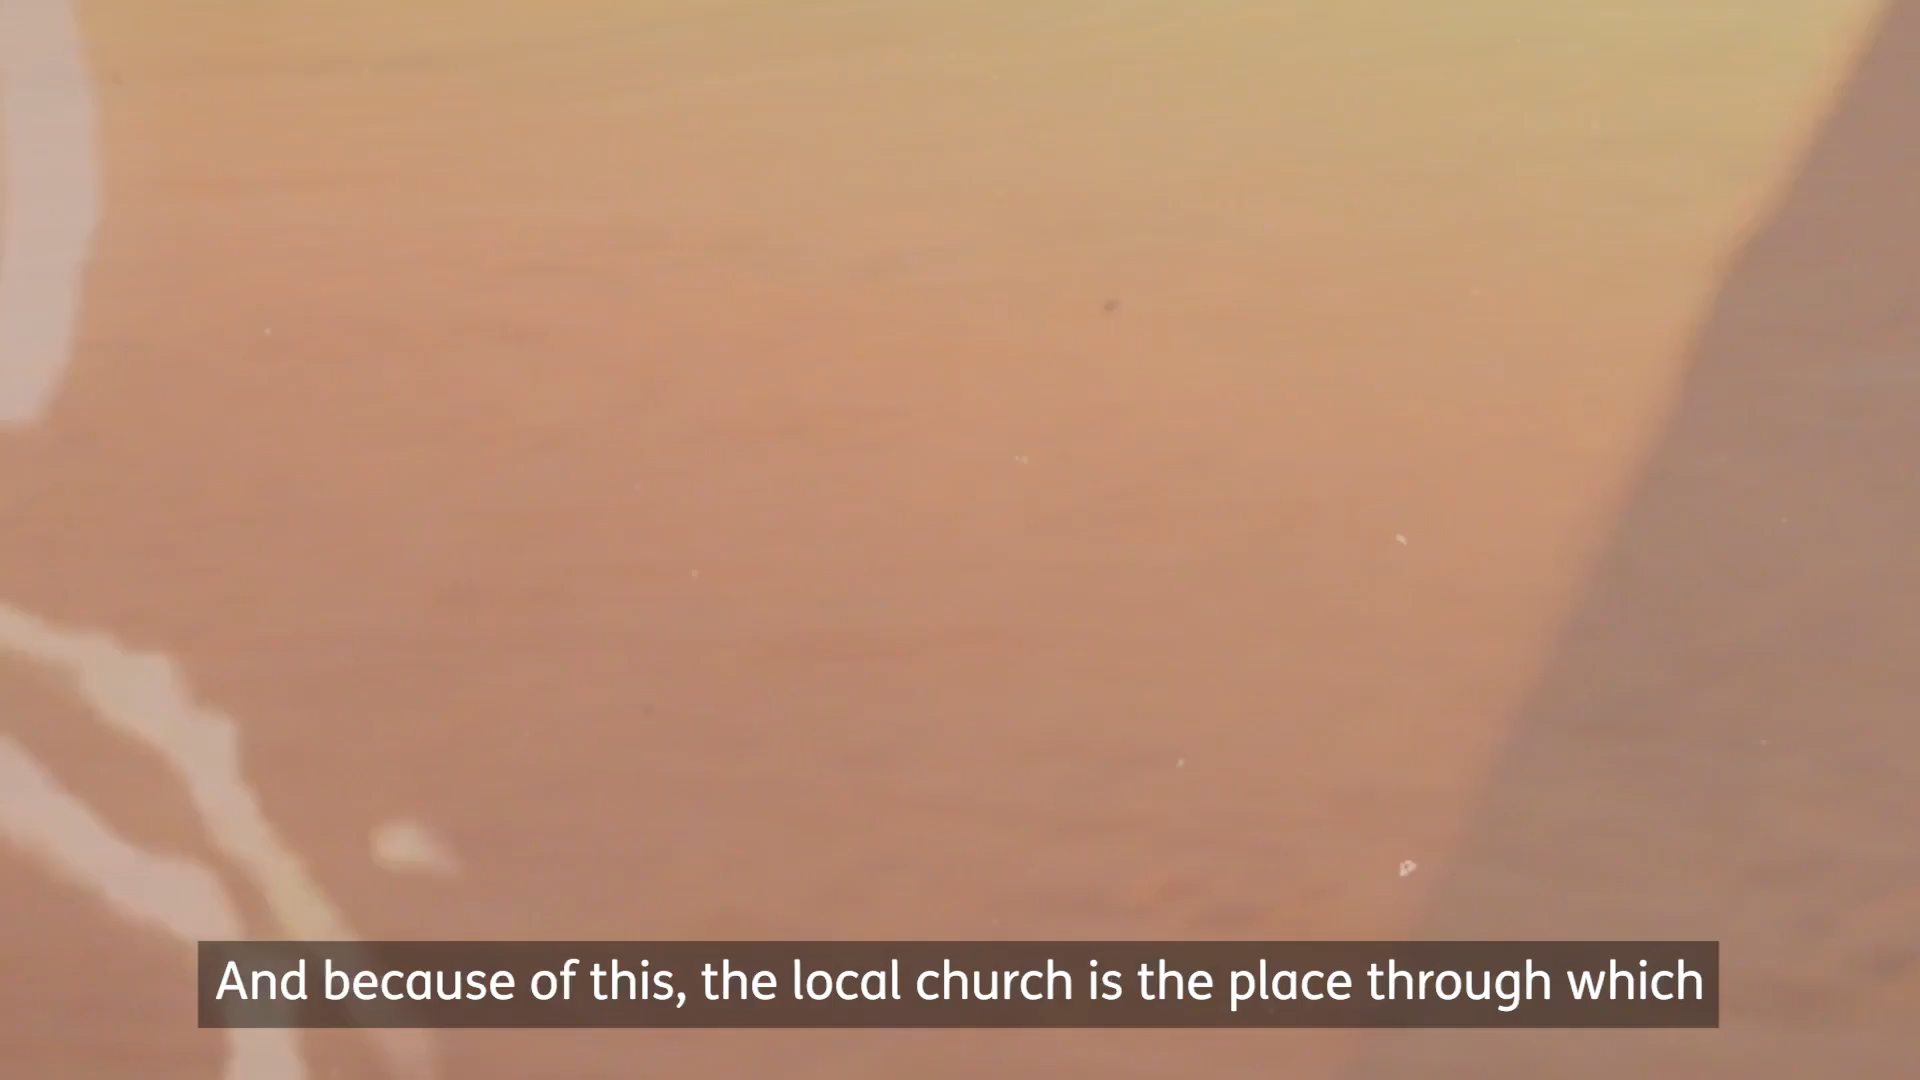 And because of this, the local church is the place through which